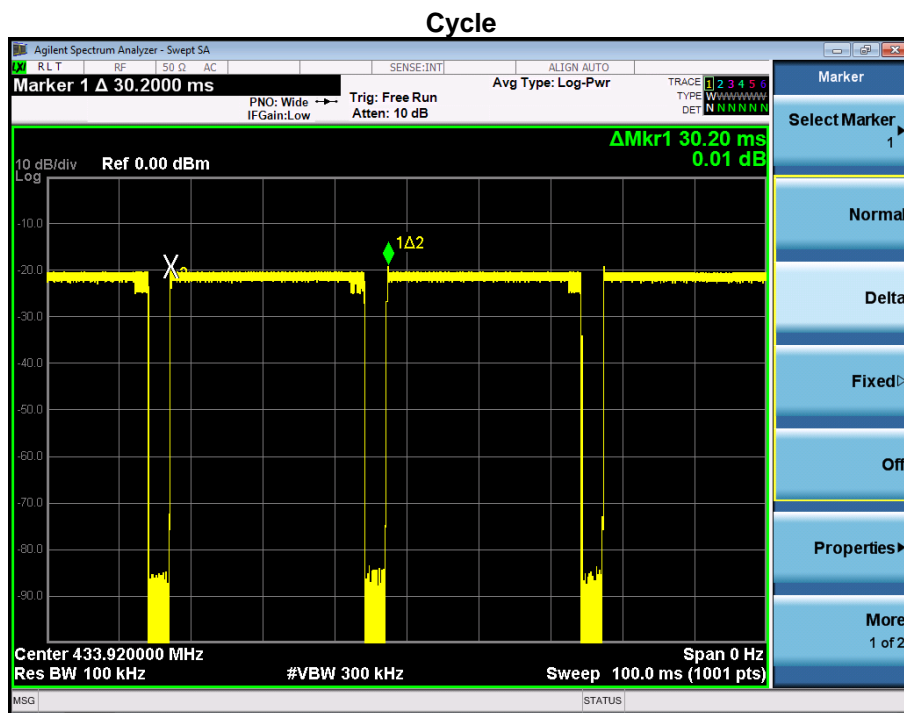 Cycle
Agilent Spectrum Analyzer - Swept SA
LXI RLT RF 50 Ω AC SENSE:INT ALIGN AUTO
Marker 1 Δ 30.2000 ms
PNO: Wide
IFGain:Low
Trig: Free Run
Atten: 10 dB
Avg Type: Log-Pwr
TRACE 1 2 3 4 5 6
TYPE WWWWWW
DET N N N N N N
ΔMkr1 30.20 ms
0.01 dB
10 dB/div Ref 0.00 dBm
Log
-10.0
1Δ2
-20.0
-30.0
-40.0
-50.0
-60.0
-70.0
-80.0
-90.0
Center 433.920000 MHz Span 0 Hz
Res BW 100 kHz #VBW 300 kHz Sweep 100.0 ms (1001 pts)
MSG STATUS
Marker
Select Marker
1
Normal
Delta
Fixed
Off
Properties
More
1 of 2